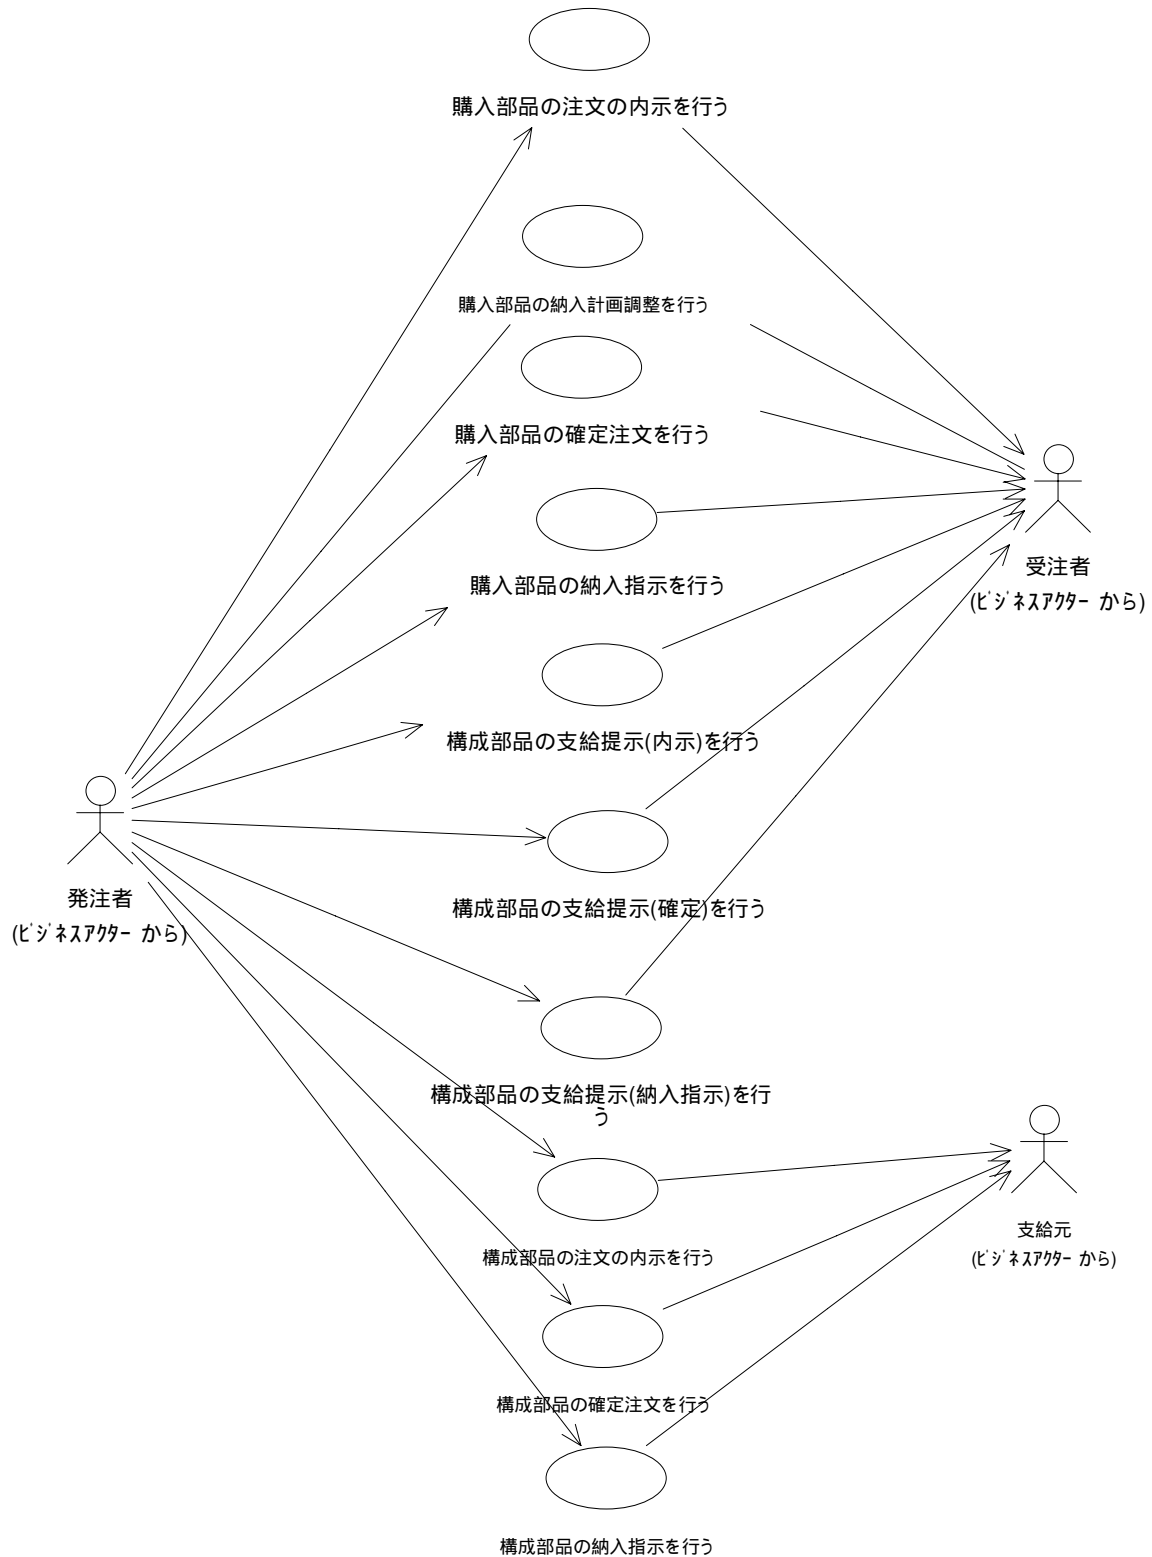 購入部品の注文の内示を行う
購入部品の納入計画調整を行う
購入部品の確定注文を行う
受注者
(ﾋﾞｼﾞﾈｽｱｸﾀｰ から)
購入部品の納入指示を行う
構成部品の支給提示(内示)を行う
発注者
(ﾋﾞｼﾞﾈｽｱｸﾀｰ から)
構成部品の支給提示(確定)を行う
構成部品の支給提示(納入指示)を行
う
支給元
(ﾋﾞｼﾞﾈｽｱｸﾀｰ から)
構成部品の注文の内示を行う
構成部品の確定注文を行う
構成部品の納入指示を行う